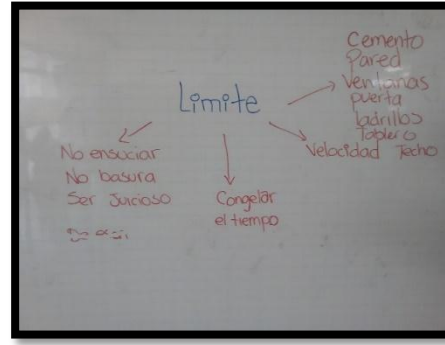 Limite
Cemento
Pared
Ventanas
puerta
ladrillos
Tablero
Velocidad Techo
No ensuciar
No basura
Ser Juicioso
Congelar
el tiempo